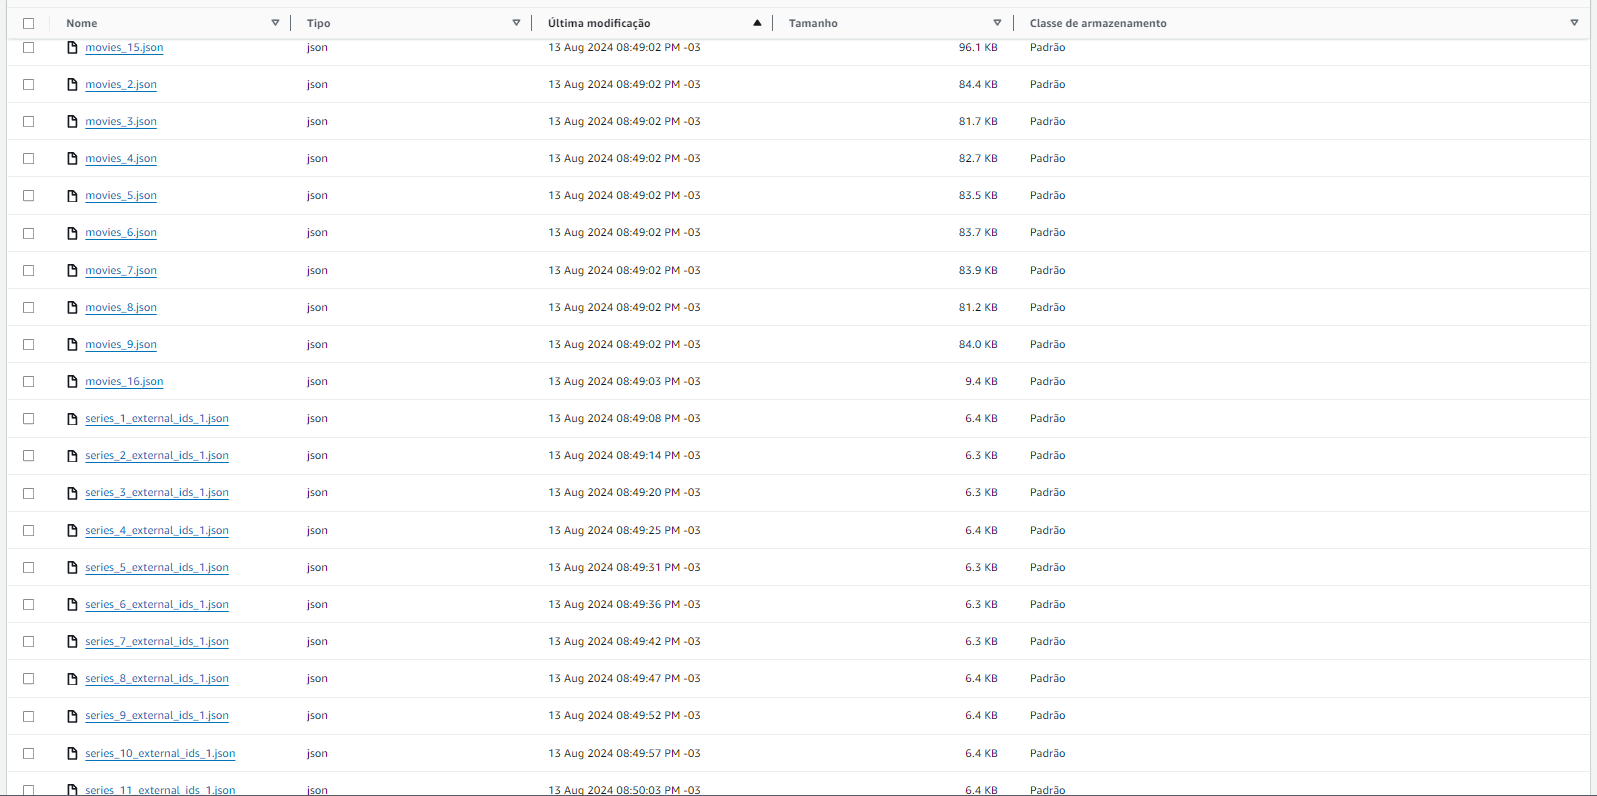 Nome Tipo Última modificação Tamanho Classe de armazenamento
movies_15.json json 13 Aug 2024 08:49:02 PM -03 96.1 KB Padrão
movies_2.json json 13 Aug 2024 08:49:02 PM -03 84.4 KB Padrão
movies_3.json json 13 Aug 2024 08:49:02 PM -03 81.7 KB Padrão
movies_4.json json 13 Aug 2024 08:49:02 PM -03 82.7 KB Padrão
movies_5.json json 13 Aug 2024 08:49:02 PM -03 83.5 KB Padrão
movies_6.json json 13 Aug 2024 08:49:02 PM -03 83.7 KB Padrão
movies_7.json json 13 Aug 2024 08:49:02 PM -03 83.9 KB Padrão
movies_8.json json 13 Aug 2024 08:49:02 PM -03 81.2 KB Padrão
movies_9.json json 13 Aug 2024 08:49:02 PM -03 84.0 KB Padrão
movies_16.json json 13 Aug 2024 08:49:03 PM -03 9.4 KB Padrão
series_1_external_ids_1.json json 13 Aug 2024 08:49:08 PM -03 6.4 KB Padrão
series_2_external_ids_1.json json 13 Aug 2024 08:49:14 PM -03 6.3 KB Padrão
series_3_external_ids_1.json json 13 Aug 2024 08:49:20 PM -03 6.3 KB Padrão
series_4_external_ids_1.json json 13 Aug 2024 08:49:25 PM -03 6.4 KB Padrão
series_5_external_ids_1.json json 13 Aug 2024 08:49:31 PM -03 6.3 KB Padrão
series_6_external_ids_1.json json 13 Aug 2024 08:49:36 PM -03 6.3 KB Padrão
series_7_external_ids_1.json json 13 Aug 2024 08:49:42 PM -03 6.3 KB Padrão
series_8_external_ids_1.json json 13 Aug 2024 08:49:47 PM -03 6.4 KB Padrão
series_9_external_ids_1.json json 13 Aug 2024 08:49:52 PM -03 6.4 KB Padrão
series_10_external_ids_1.json json 13 Aug 2024 08:49:57 PM -03 6.4 KB Padrão
series_11_external_ids_1.json json 13 Aug 2024 08:50:03 PM -03 6.4 KB Padrão